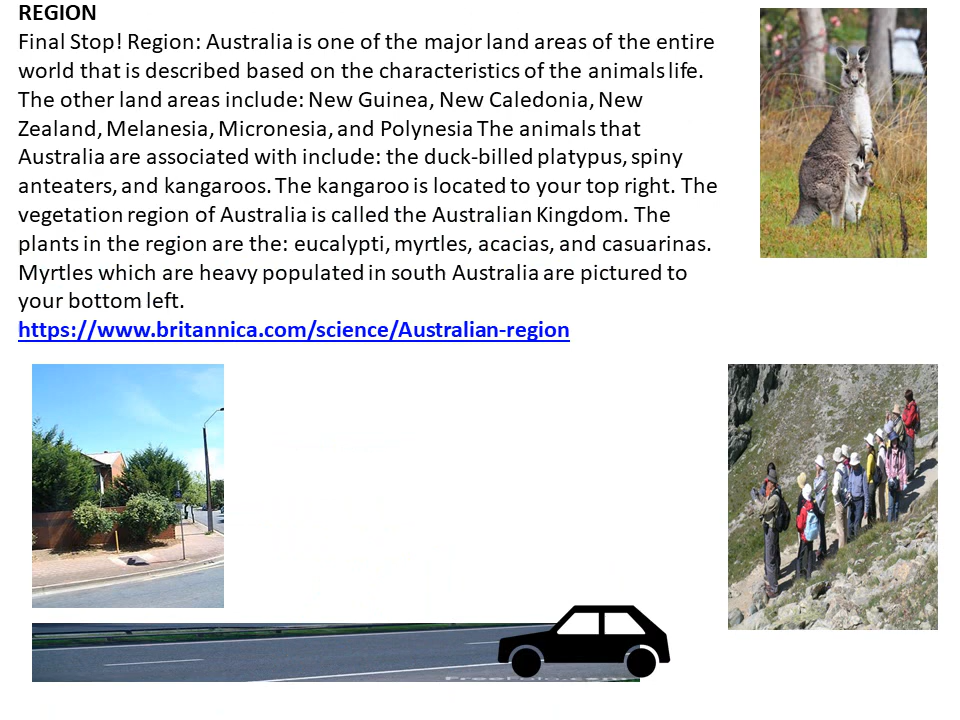 REGION
Final Stop! Region: Australia is one of the major land areas of the entire
world that is described based on the characteristics of the animals life.
The other land areas include: New Guinea, New Caledonia, New
Zealand, Melanesia, Micronesia, and Polynesia The animals that
Australia are associated with include: the duck-billed platypus, spiny
anteaters, and kangaroos. The kangaroo is located to your top right. The
vegetation region of Australia is called the Australian Kingdom. The
plants in the region are the: eucalypti, myrtles, acacias, and casuarinas.
Myrtles which are heavy populated in south Australia are pictured to
your bottom left.
https://www.britannica.com/science/Australian-region